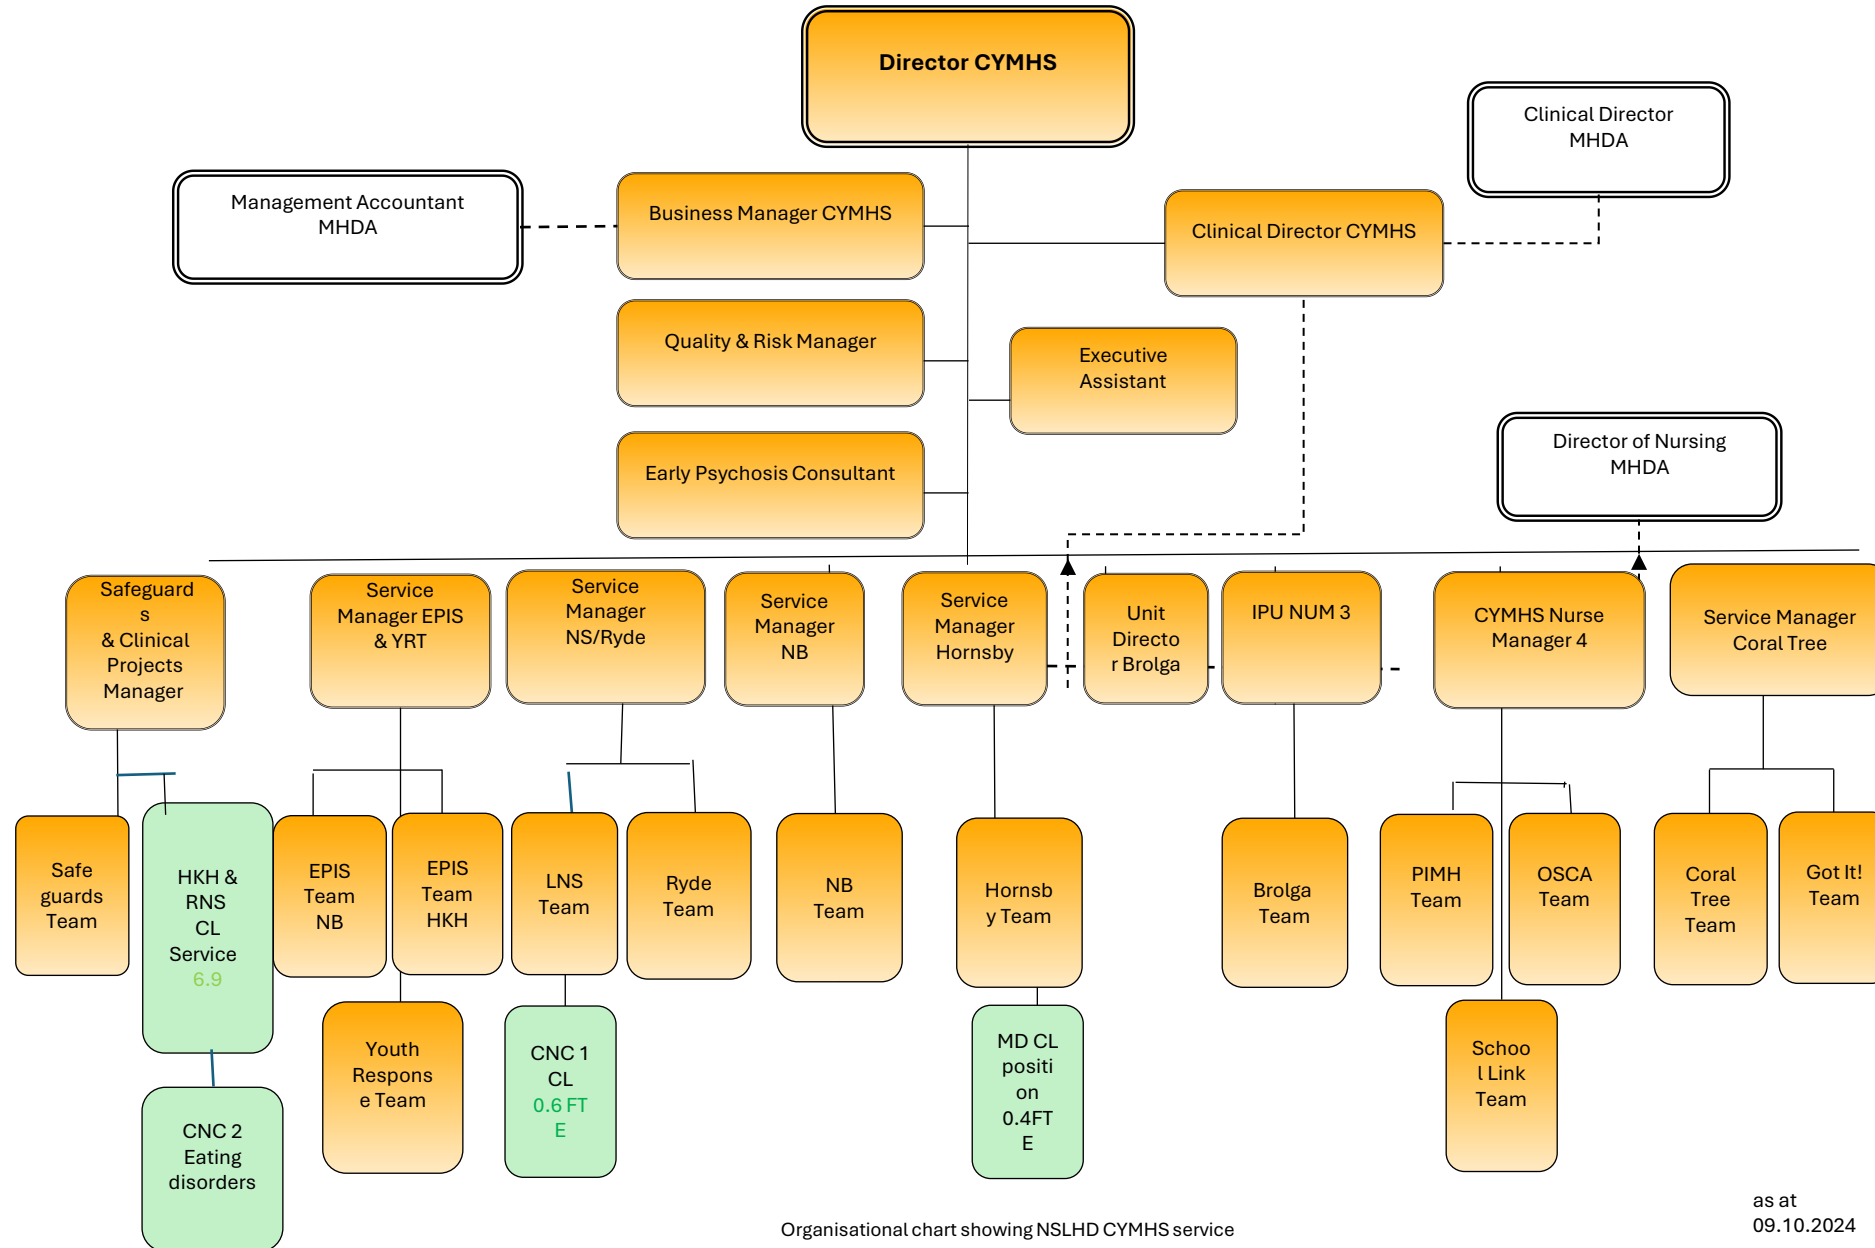 Director CYMHS
Clinical Director
MHDA
Management Accountant
MHDA
Business Manager CYMHS
Clinical Director CYMHS
Quality & Risk Manager
Executive
Assistant
Early Psychosis Consultant
Director of Nursing
MHDA
Safeguard
s
& Clinical
Projects
Manager
Service
Manager EPIS
& YRT
Service
Manager
NS/Ryde
Service
Manager
NB
Service
Manager
Hornsby
Unit
Directo
r Brolga
IPU NUM 3
CYMHS Nurse
Manager 4
Service Manager
Coral Tree
Safe
guards
Team
HKH &
RNS
CL
Service
6.9
EPIS
Team
NB
EPIS
Team
HKH
LNS
Team
Ryde
Team
NB
Team
Hornsb
y Team
Brolga
Team
PIMH
Team
OSCA
Team
Coral
Tree
Team
Got It!
Team
CNC 2
Eating
disorders
Youth
Respons
e Team
CNC 1
CL
0.6 FT
E
MD CL
positi
on
0.4FT
E
Schoo
l Link
Team
Organisational chart showing NSLHD CYMHS service
as at
09.10.2024